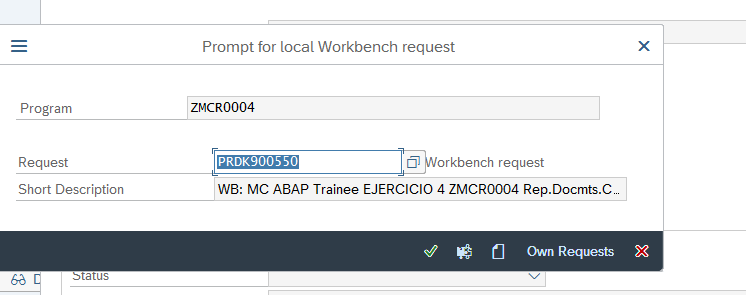 Prompt for local Workbench request
Program ZMCR0004
Request PRDK900550 Workbench request
Short Description WB: MC ABAP Trainee EJERCICIO 4 ZMCR0004 Rep.Docmts.C...
Own Requests
D
Status